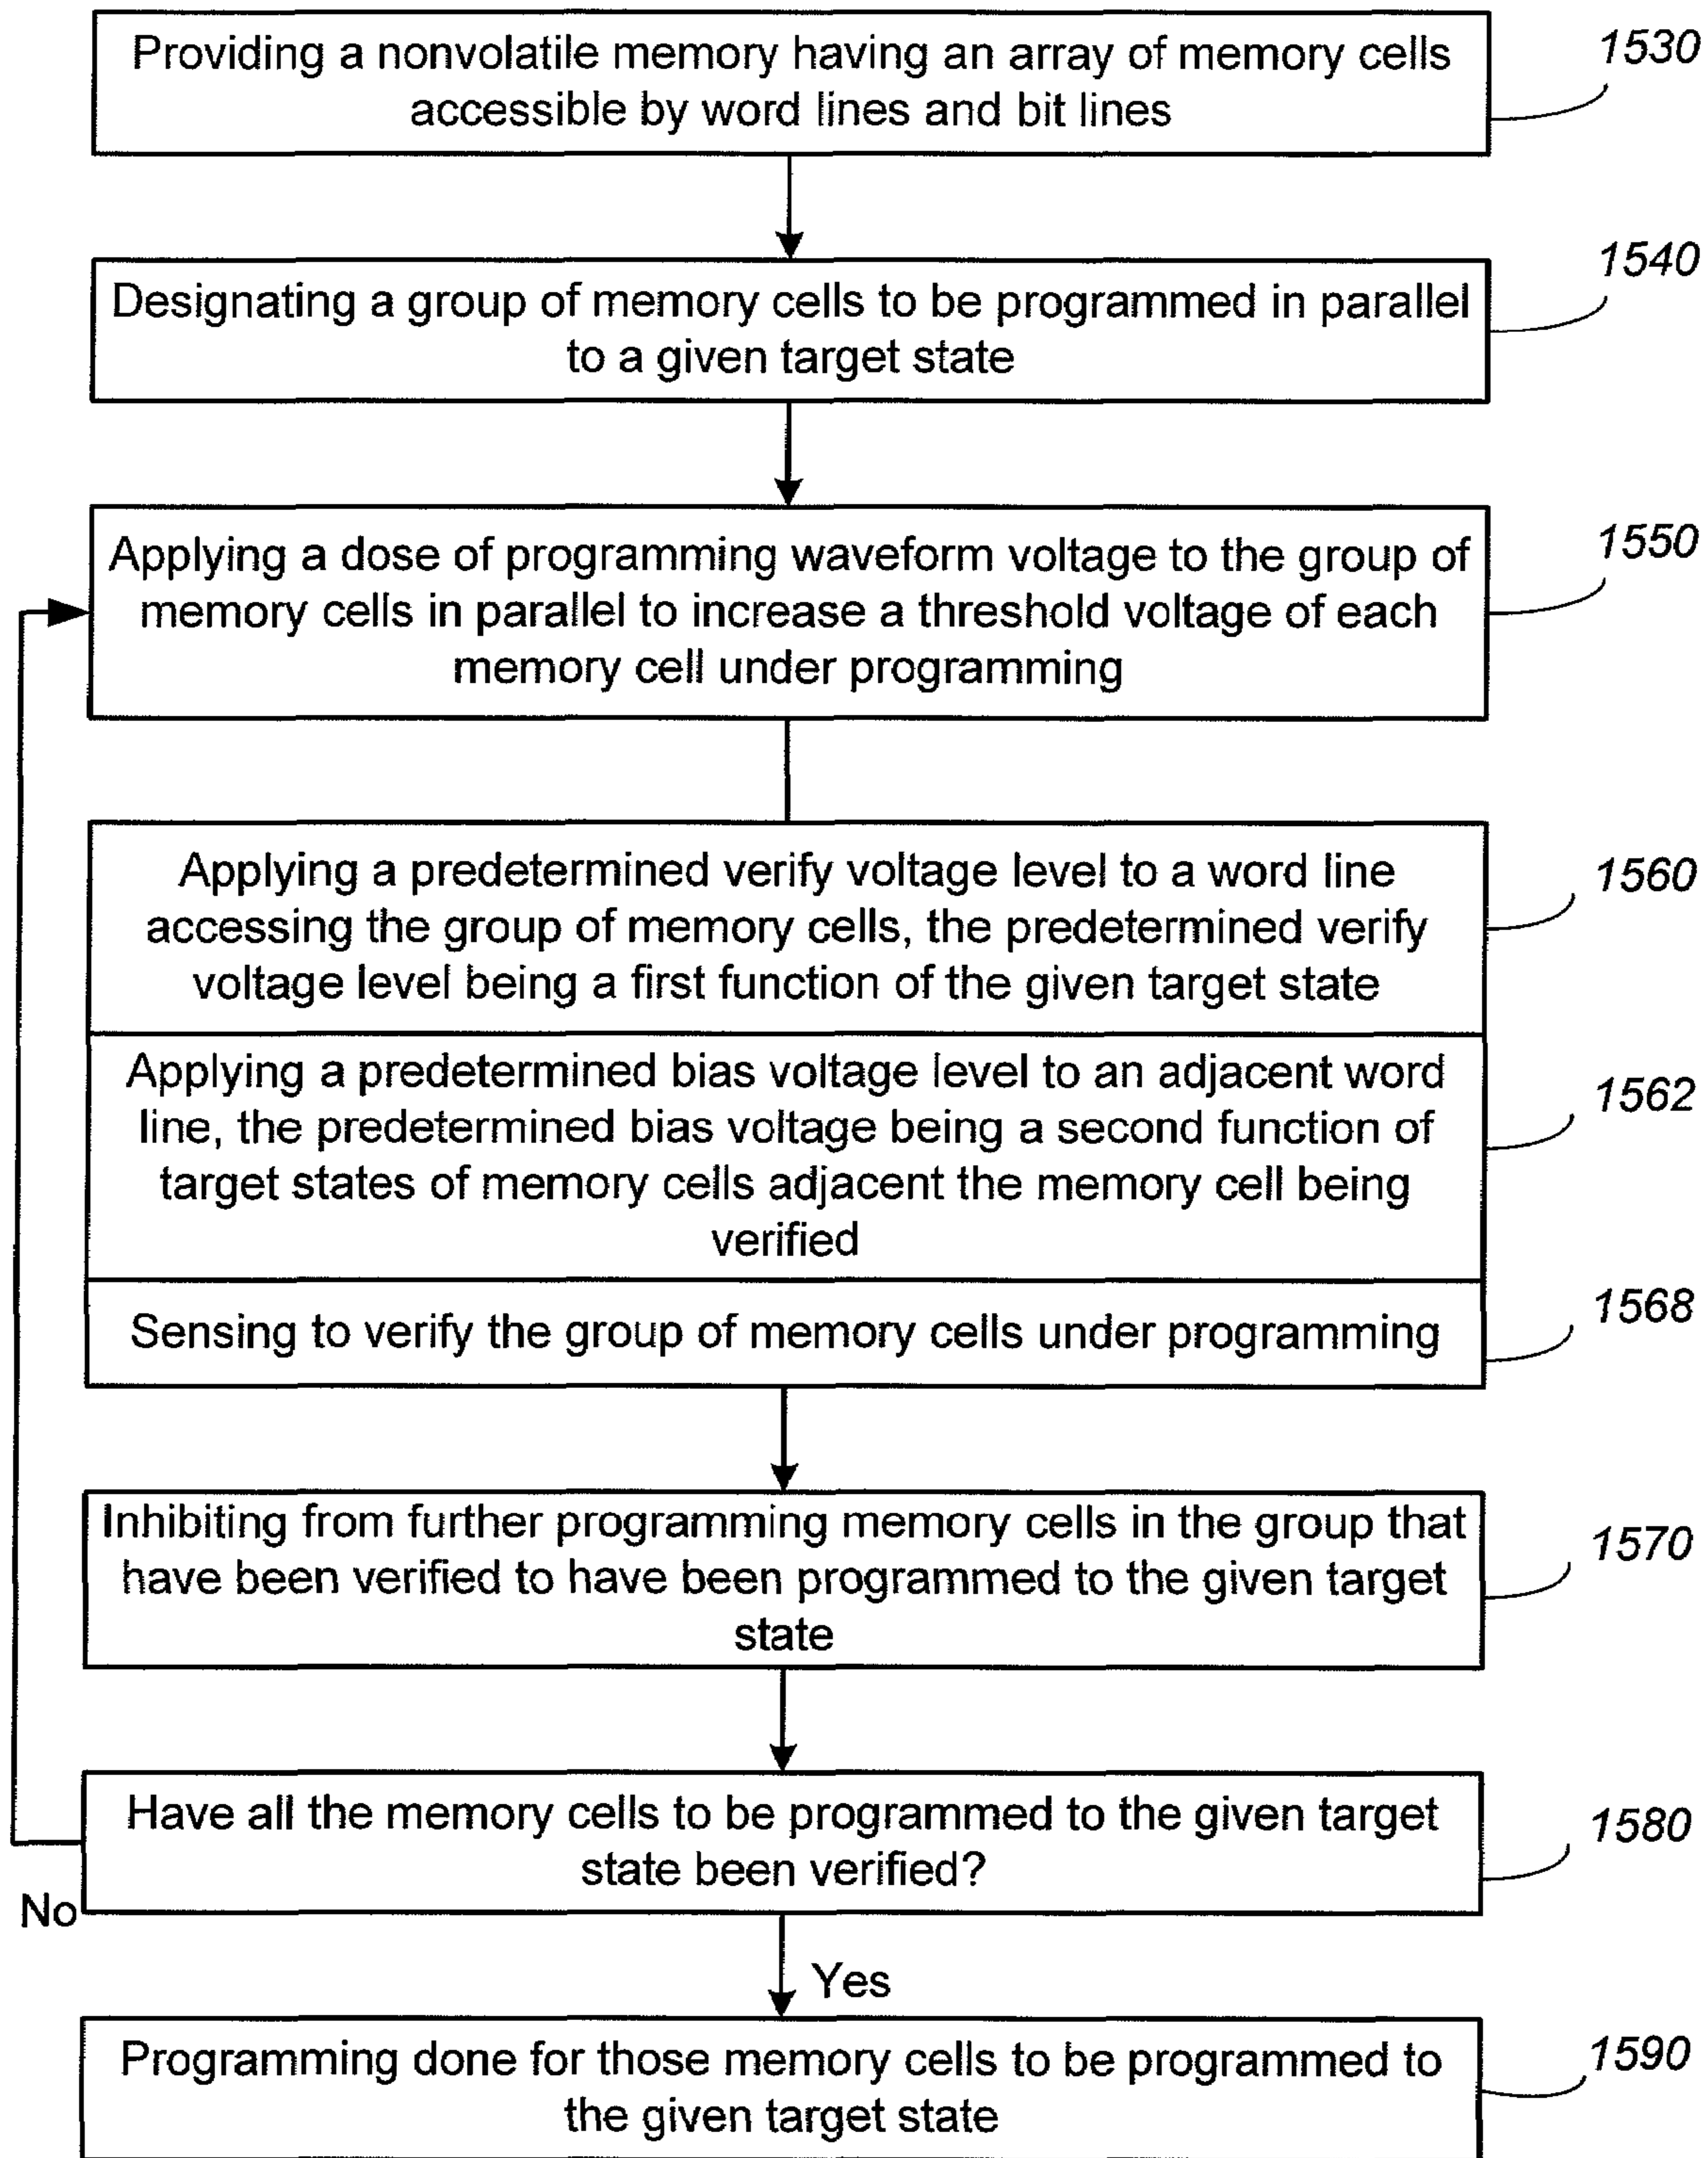 Providing a nonvolatile memory having an array of memory cells
accessible by word lines and bit lines
1530
Designating a group of memory cells to be programmed in parallel
to a given target state
1540
Applying a dose of programming waveform voltage to the group of
memory cells in parallel to increase a threshold voltage of each
memory cell under programming
1550
Applying a predetermined verify voltage level to a word line
accessing the group of memory cells, the predetermined verify
voltage level being a first function of the given target state
1560
Applying a predetermined bias voltage level to an adjacent word
line, the predetermined bias voltage being a second function of
target states of memory cells adjacent the memory cell being
verified
1562
Sensing to verify the group of memory cells under programming
1568
Inhibiting from further programming memory cells in the group that
have been verified to have been programmed to the given target
state
1570
Have all the memory cells to be programmed to the given target
state been verified?
1580
No
Yes
Programming done for those memory cells to be programmed to
the given target state
1590